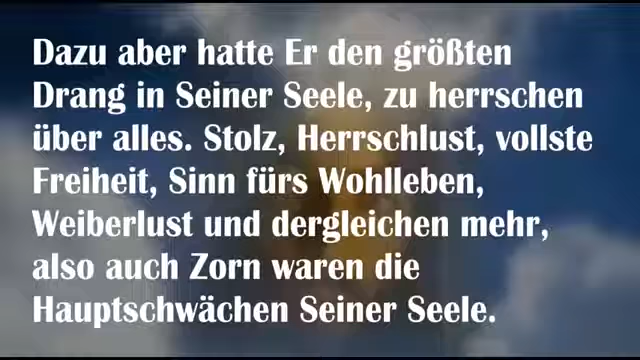 Dazu aber hatte Er den größten
Drang in Seiner Seele, zu herrschen
über alles. Stolz, Herrschlust, vollste
Freiheit, Sinn fürs Wohlleben,
Weiberlust und dergleichen mehr,
also auch Zorn waren die
Hauptschwächen Seiner Seele.